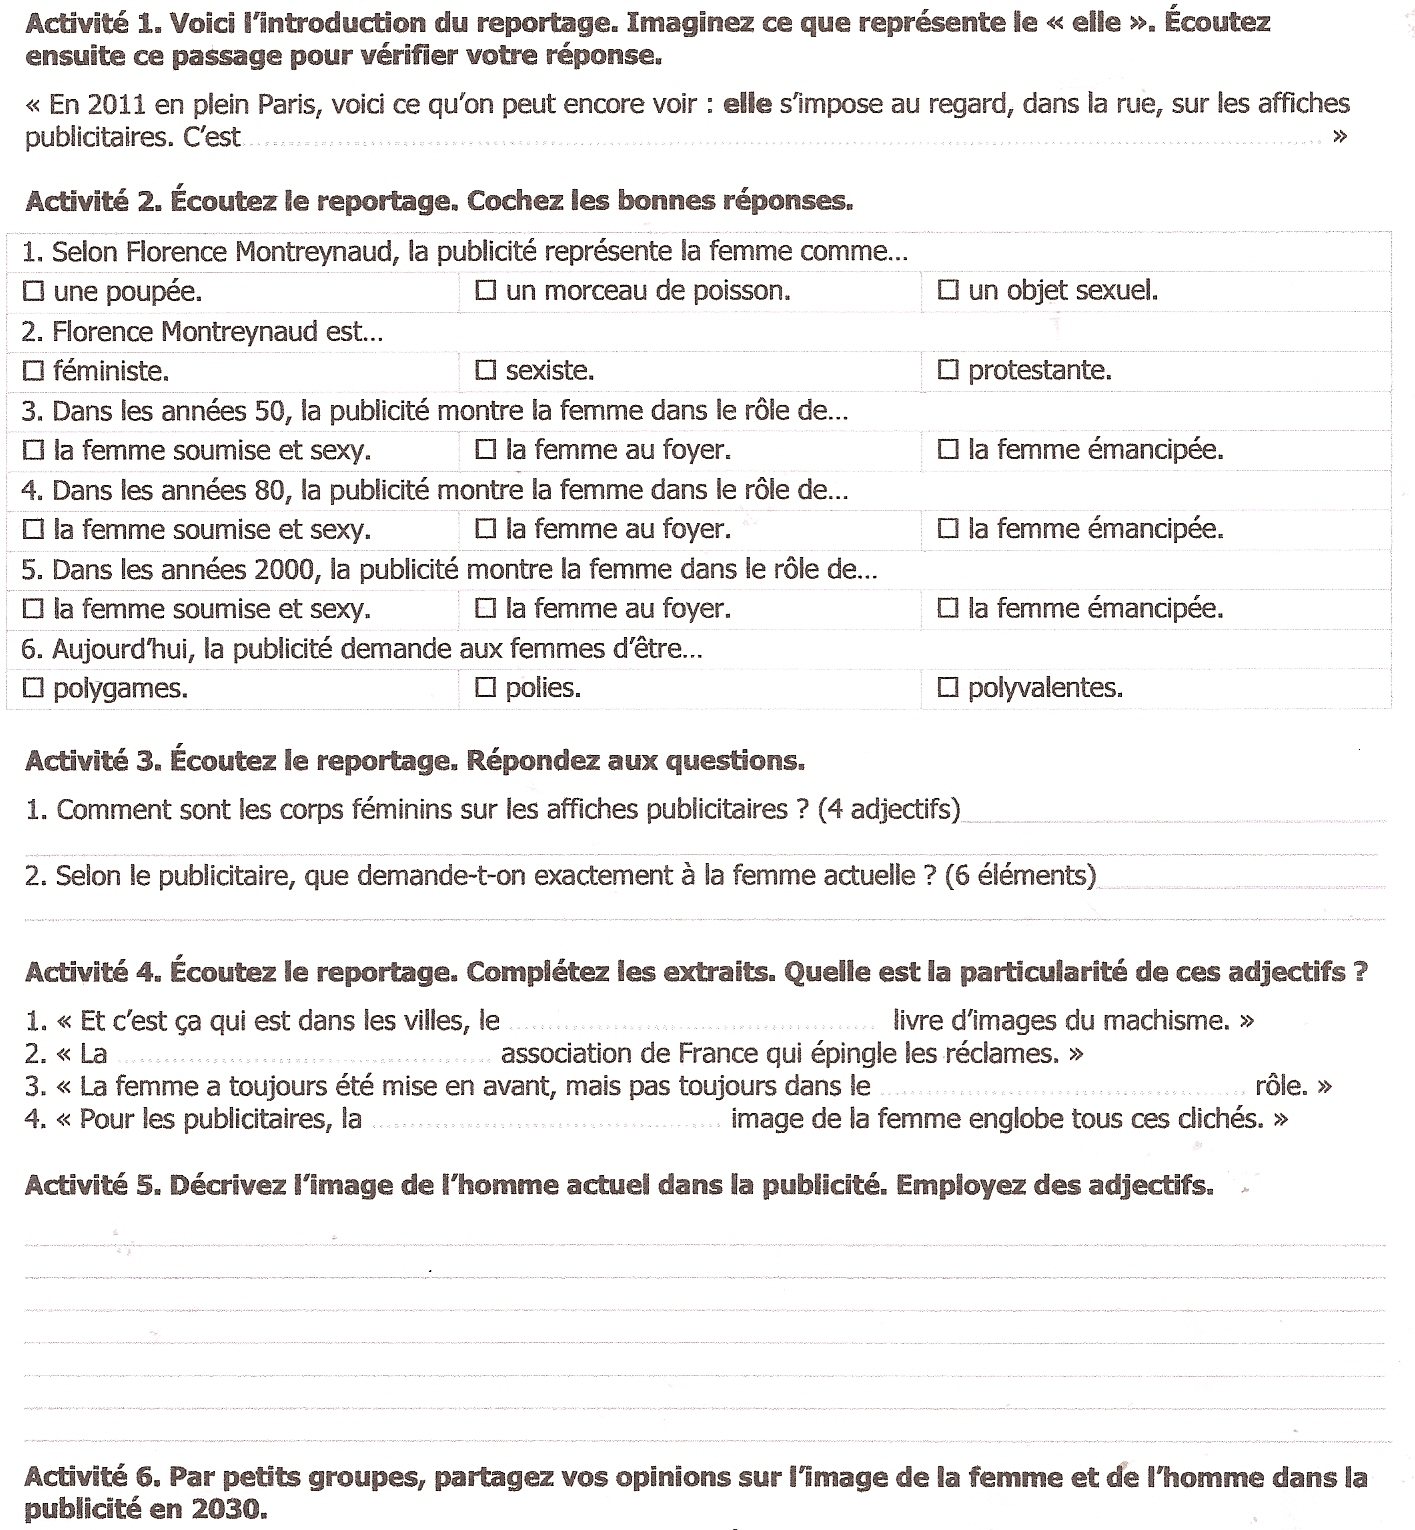 Activité 1. Voici l’introduction du reportage. Imaginez ce que représente le « elle ». Écoutez
ensuite ce passage pour vérifier votre réponse.
« En 2011 en plein Paris, voici ce qu’on peut encore voir : elle s’impose au regard, dans la rue, sur les affiches
publicitaires. C’est »
Activité 2. Écoutez le reportage. Cochez les bonnes réponses.
1. Selon Florence Montreynaud, la publicité représente la femme comme...
☐ une poupée. ☐ un morceau de poisson. ☐ un objet sexuel.
2. Florence Montreynaud est...
☐ féministe. ☐ sexiste. ☐ protestante.
3. Dans les années 50, la publicité montre la femme dans le rôle de...
☐ la femme soumise et sexy. ☐ la femme au foyer. ☐ la femme émancipée.
4. Dans les années 80, la publicité montre la femme dans le rôle de...
☐ la femme soumise et sexy. ☐ la femme au foyer. ☐ la femme émancipée.
5. Dans les années 2000, la publicité montre la femme dans le rôle de...
☐ la femme soumise et sexy. ☐ la femme au foyer. ☐ la femme émancipée.
6. Aujourd’hui, la publicité demande aux femmes d’être...
☐ polygames. ☐ polies. ☐ polyvalentes.
Activité 3. Écoutez le reportage. Répondez aux questions.
1. Comment sont les corps féminins sur les affiches publicitaires ? (4 adjectifs)
2. Selon le publicitaire, que demande-t-on exactement à la femme actuelle ? (6 éléments)
Activité 4. Écoutez le reportage. Complétez les extraits. Quelle est la particularité de ces adjectifs ?
1. « Et c’est ça qui est dans les villes, le livre d’images du machisme. »
2. « La association de France qui épingle les réclames. »
3. « La femme a toujours été mise en avant, mais pas toujours dans le rôle. »
4. « Pour les publicitaires, la image de la femme englobe tous ces clichés. »
Activité 5. Décrivez l’image de l’homme actuel dans la publicité. Employez des adjectifs.
Activité 6. Par petits groupes, partagez vos opinions sur l’image de la femme et de l’homme dans la
publicité en 2030.